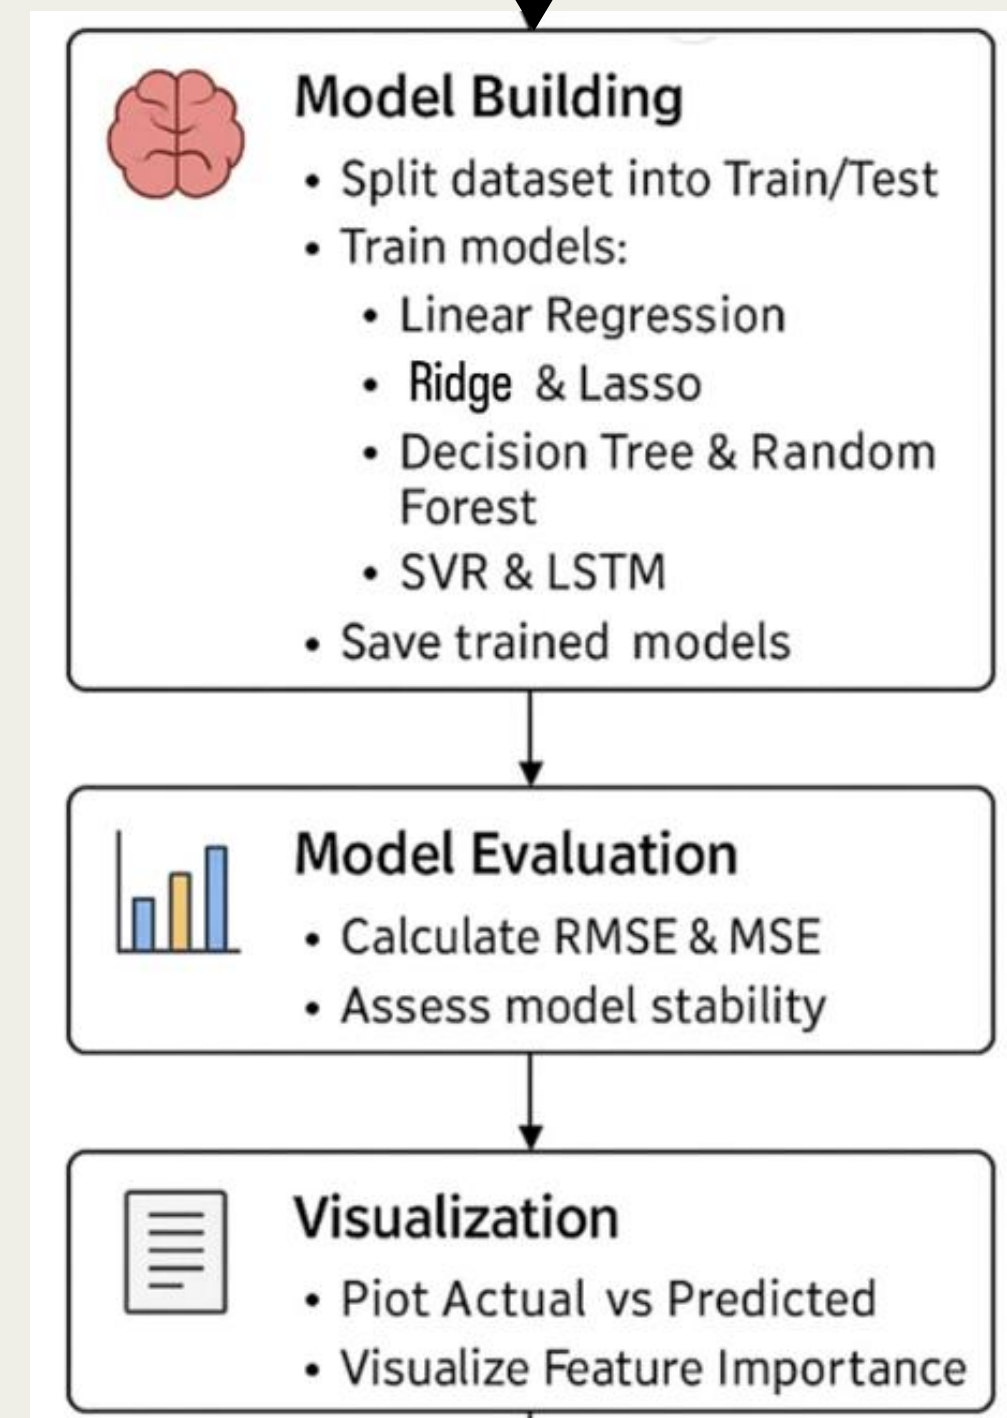 Model Building
• Split dataset into Train/Test
• Train models:
• Linear Regression
• Ridge & Lasso
• Decision Tree & Random
Forest
• SVR & LSTM
• Save trained models
Model Evaluation
• Calculate RMSE & MSE
• Assess model stability
Visualization
• Piot Actual vs Predicted
• Visualize Feature Importance